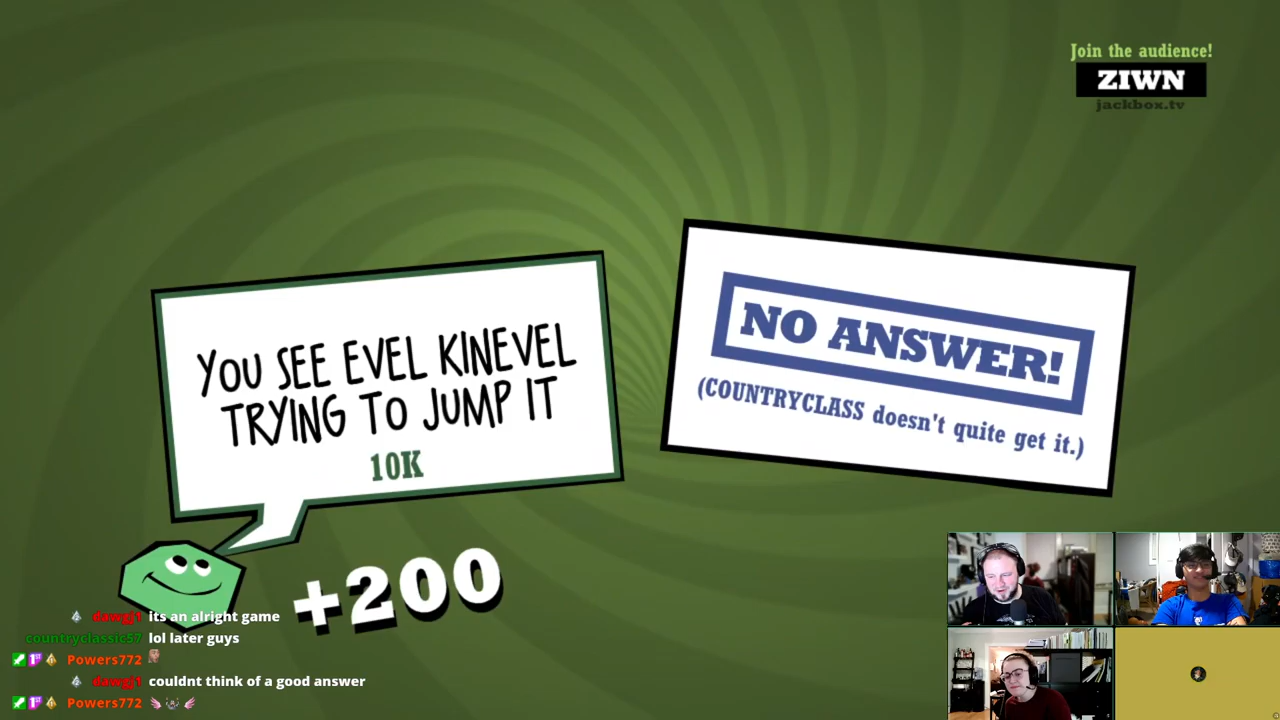 Join the audience!
ZIWN
jackbox.tv
YOU SEE EVEL KINEVEL
TRYING TO JUMP IT
10K
NO ANSWER!
(COUNTRYCLASS doesn't quite get it.)
+200
dawgj1 its an alright game
countryclassic57 lol later guys
Powers772
dawgj1 couldnt think of a good answer
Powers772